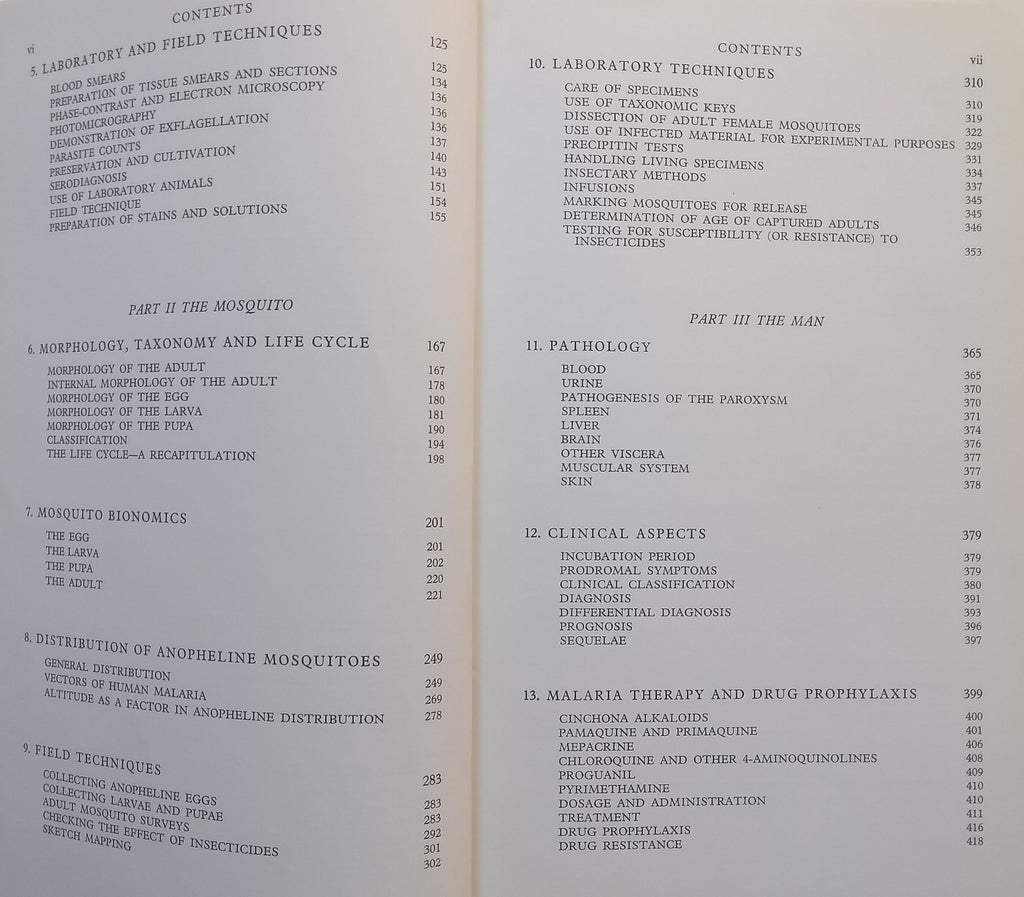 vi
CONTENTS
5. LABORATORY AND FIELD TECHNIQUES 125
BLOOD SMEARS 125
PREPARATION OF TISSUE SMEARS AND SECTIONS 134
PHASE-CONTRAST AND ELECTRON MICROSCOPY 136
PHOTOMICROGRAPHY 136
DEMONSTRATION OF EXFLAGELLATION 136
PARASITE COUNTS 137
PRESERVATION AND CULTIVATION 140
SERODIAGNOSIS 143
USE OF LABORATORY ANIMALS 151
FIELD TECHNIQUE 154
PREPARATION OF STAINS AND SOLUTIONS 155
PART II THE MOSQUITO
6. MORPHOLOGY, TAXONOMY AND LIFE CYCLE 167
MORPHOLOGY OF THE ADULT 167
INTERNAL MORPHOLOGY OF THE ADULT 178
MORPHOLOGY OF THE EGG 180
MORPHOLOGY OF THE LARVA 181
MORPHOLOGY OF THE PUPA 190
CLASSIFICATION 194
THE LIFE CYCLE—A RECAPITULATION 198
7. MOSQUITO BIONOMICS 201
THE EGG 201
THE LARVA 202
THE PUPA 220
THE ADULT 221
8. DISTRIBUTION OF ANOPHELINE MOSQUITOES 249
GENERAL DISTRIBUTION 249
VECTORS OF HUMAN MALARIA 269
ALTITUDE AS A FACTOR IN ANOPHELINE DISTRIBUTION 278
9. FIELD TECHNIQUES 283
COLLECTING ANOPHELINE EGGS 283
COLLECTING LARVAE AND PUPAE 283
ADULT MOSQUITO SURVEYS 292
CHECKING THE EFFECT OF INSECTICIDES 301
SKETCH MAPPING 302
CONTENTS
vii
10. LABORATORY TECHNIQUES 310
CARE OF SPECIMENS 310
USE OF TAXONOMIC KEYS 319
DISSECTION OF ADULT FEMALE MOSQUITOES 322
USE OF INFECTED MATERIAL FOR EXPERIMENTAL PURPOSES 329
PRECIPITIN TESTS 331
HANDLING LIVING SPECIMENS 334
INSECTARY METHODS 337
INFUSIONS 345
MARKING MOSQUITOES FOR RELEASE 345
DETERMINATION OF AGE OF CAPTURED ADULTS 346
TESTING FOR SUSCEPTIBILITY (OR RESISTANCE) TO
INSECTICIDES 353
PART III THE MAN
11. PATHOLOGY 365
BLOOD 365
URINE 370
PATHOGENESIS OF THE PAROXYSM 370
SPLEEN 371
LIVER 374
BRAIN 376
OTHER VISCERA 377
MUSCULAR SYSTEM 377
SKIN 378
12. CLINICAL ASPECTS 379
INCUBATION PERIOD 379
PRODROMAL SYMPTOMS 379
CLINICAL CLASSIFICATION 380
DIAGNOSIS 391
DIFFERENTIAL DIAGNOSIS 393
PROGNOSIS 396
SEQUELAE 397
13. MALARIA THERAPY AND DRUG PROPHYLAXIS 399
CINCHONA ALKALOIDS 400
PAMAQUINE AND PRIMAQUINE 401
MEPACRINE 406
CHLOROQUINE AND OTHER 4-AMINOQUINOLINES 408
PROGUANIL 409
PYRIMETHAMINE 410
DOSAGE AND ADMINISTRATION 410
TREATMENT 411
DRUG PROPHYLAXIS 416
DRUG RESISTANCE 418